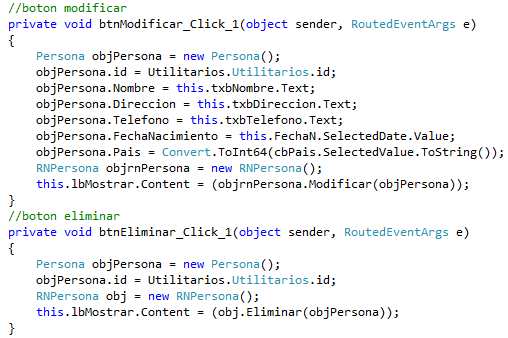 //boton modificar
private void btnModificar_Click_1(object sender, RoutedEventArgs e)
{
    Persona objPersona = new Persona();
    objPersona.id = Utilitarios.Utilitarios.id;
    objPersona.Nombre = this.txbNombre.Text;
    objPersona.Direccion = this.txbDireccion.Text;
    objPersona.Telefono = this.txbTelefono.Text;
    objPersona.FechaNacimiento = this.FechaN.SelectedDate.Value;
    objPersona.Pais = Convert.ToInt64(cbPais.SelectedValue.ToString());
    RNPersona objrnPersona = new RNPersona();
    this.lbMostrar.Content = (objrnPersona.Modificar(objPersona));
}
//boton eliminar
private void btnEliminar_Click_1(object sender, RoutedEventArgs e)
{
    Persona objPersona = new Persona();
    objPersona.id = Utilitarios.Utilitarios.id;
    RNPersona obj = new RNPersona();
    this.lbMostrar.Content = (obj.Eliminar(objPersona));
}